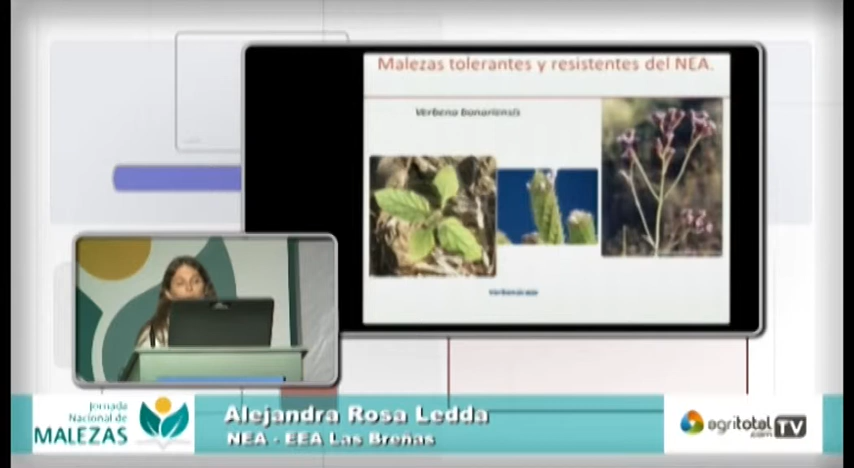 Malezas tolerantes y resistentes del NEA.
Verbena bonariensis
Verbenácea
Jornada
Nacional de
MALEZAS
Alejandra Rosa Ledda
NEA - EEA Las Breñas
agritotal
.com
TV